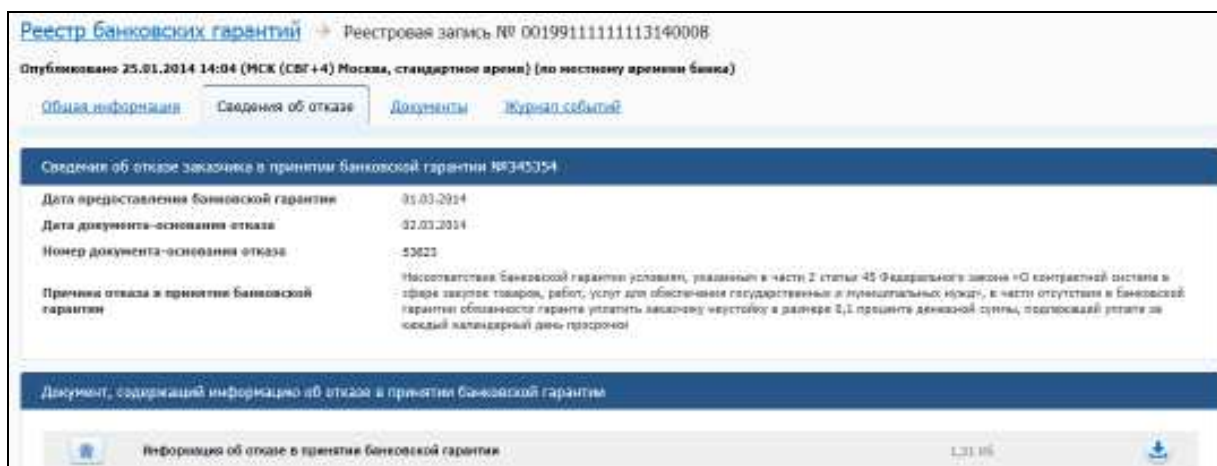 Реестр банковских гарантий → Реестровая запись № 00199111111113140008
Опубликовано 25.01.2014 14:04 (МСК (СВГ+4) Москва, стандартное время) (по местному времени банка)
Общая информация Сведения об отказе Документы Журнал событий
Сведения об отказе заказчика в принятии банковской гарантии №345354
Дата предоставления банковской гарантии 01.03.2014
Дата документа-основания отказа 02.03.2014
Номер документа-основания отказа 53623
Причина отказа в принятии банковской
гарантии
Несоответствие банковской гарантии условиям, указанным в части 2 статьи 45 Федерального закона «О контрактной системе в
сфере закупок товаров, работ, услуг для обеспечения государственных и муниципальных нужд», в части отсутствия в банковской
гарантии обязанности гаранта уплатить заказчику неустойку в размере 0,1 процента денежной суммы, подлежащей уплате за
каждый календарный день просрочки
Документ, содержащий информацию об отказе в принятии банковской гарантии
Информация об отказе в принятии банковской гарантии